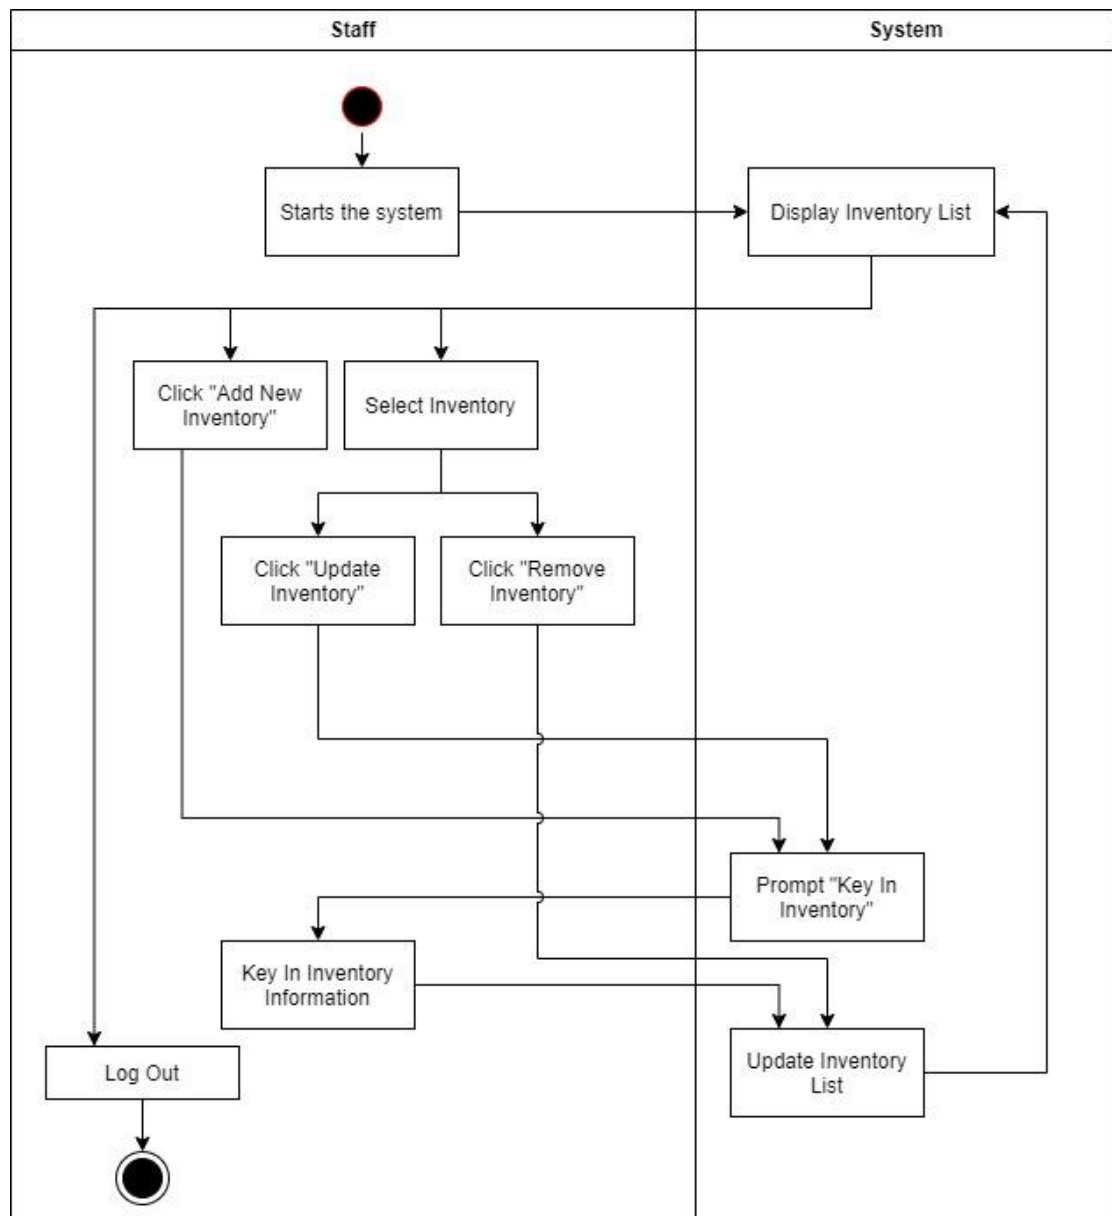 Staff
System
Starts the system
Display Inventory List
Click "Add New
Inventory"
Select Inventory
Click "Update
Inventory"
Click "Remove
Inventory"
Prompt "Key In
Inventory"
Key In Inventory
Information
Log Out
Update Inventory
List